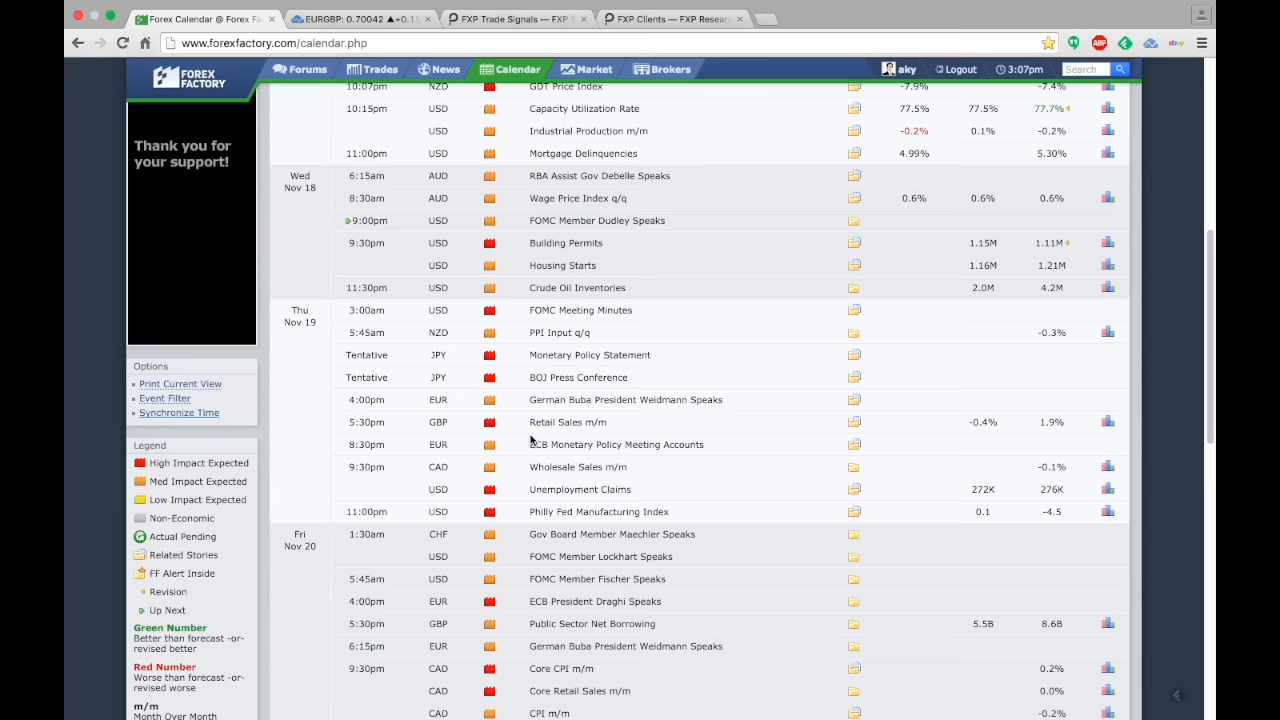 Forex Calendar @ Forex Fa
EURGBP: 0.70042 ▲+0.1
FXP Trade Signals — FXP R
FXP Clients — FXP Resear
www.forexfactory.com/calendar.php
ABP
ebay
FOREX FACTORY
Forums
Trades
News
Calendar
Market
Brokers
aky
Logout
3:07pm
Search
Thank you for
your support!
Options
Print Current View
Event Filter
Synchronize Time
Legend
High Impact Expected
Med Impact Expected
Low Impact Expected
Non-Economic
Actual Pending
Related Stories
FF Alert Inside
Revision
Up Next
Green Number
Better than forecast -or-
revised better
Red Number
Worse than forecast -or-
revised worse
m/m
Month Over Month
10:07pm NZD GDT Price Index -7.9% -7.4%
10:15pm USD Capacity Utilization Rate 77.5% 77.5% 77.7%
USD Industrial Production m/m -0.2% 0.1% -0.2%
11:00pm USD Mortgage Delinquencies 4.99% 5.30%
Wed Nov 18 6:15am AUD RBA Assist Gov Debelle Speaks
8:30am AUD Wage Price Index q/q 0.6% 0.6% 0.6%
9:00pm USD FOMC Member Dudley Speaks
9:30pm USD Building Permits 1.15M 1.11M
USD Housing Starts 1.16M 1.21M
11:30pm USD Crude Oil Inventories 2.0M 4.2M
Thu Nov 19 3:00am USD FOMC Meeting Minutes
5:45am NZD PPI Input q/q -0.3%
Tentative JPY Monetary Policy Statement
Tentative JPY BOJ Press Conference
4:00pm EUR German Buba President Weidmann Speaks
5:30pm GBP Retail Sales m/m -0.4% 1.9%
8:30pm EUR ECB Monetary Policy Meeting Accounts
9:30pm CAD Wholesale Sales m/m -0.1%
USD Unemployment Claims 272K 276K
11:00pm USD Philly Fed Manufacturing Index 0.1 -4.5
Fri Nov 20 1:30am CHF Gov Board Member Maechler Speaks
USD FOMC Member Lockhart Speaks
5:45am USD FOMC Member Fischer Speaks
4:00pm EUR ECB President Draghi Speaks
5:30pm GBP Public Sector Net Borrowing 5.5B 8.6B
6:15pm EUR German Buba President Weidmann Speaks
9:30pm CAD Core CPI m/m 0.2%
CAD Core Retail Sales m/m 0.0%
CAD CPI m/m -0.2%